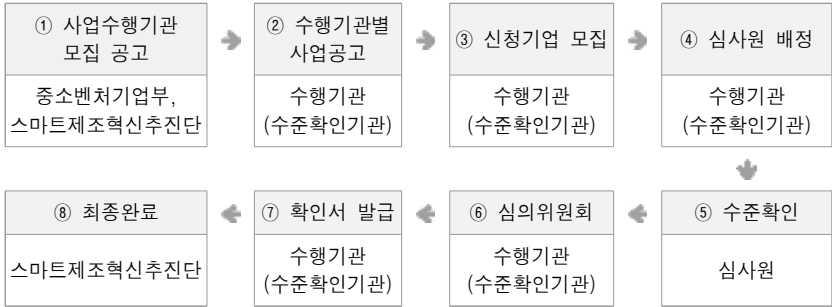 ① 사업수행기관
모집 공고
중소벤처기업부,
스마트제조혁신추진단
② 수행기관별
사업공고
수행기관
(수준확인기관)
③ 신청기업 모집
수행기관
(수준확인기관)
④ 심사원 배정
수행기관
(수준확인기관)
⑤ 수준확인
심사원
⑥ 심의위원회
수행기관
(수준확인기관)
⑦ 확인서 발급
수행기관
(수준확인기관)
⑧ 최종완료
스마트제조혁신추진단